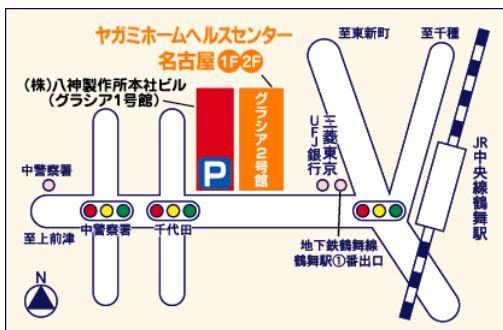 ヤガミホームヘルスセンター
名古屋1F2F
(株)八神製作所本社ビル
(グラシア1号館)
グラシア2号館
P
至東新町
至千種
三菱東京
UFJ銀行
JR中央線鶴舞駅
中警察署
至上前津
中警察署
千代田
地下鉄鶴舞線
鶴舞駅①番出口
N